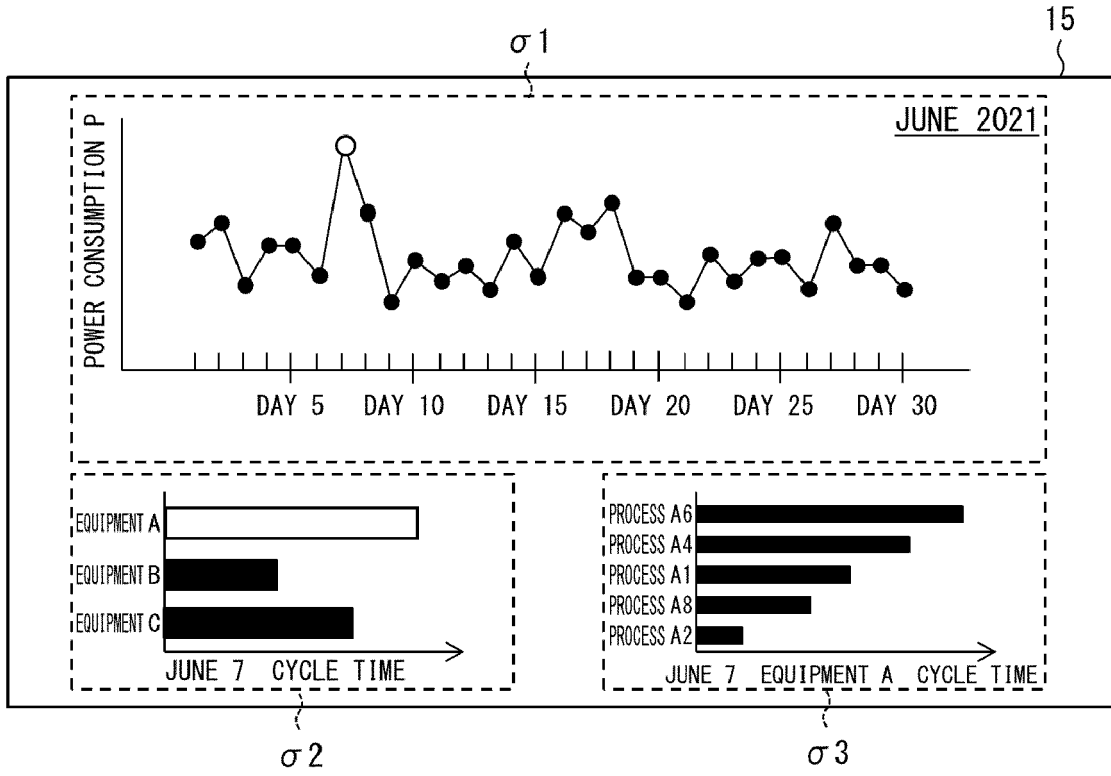 15
σ1
JUNE 2021
POWER CONSUMPTION P
DAY 5 DAY 10 DAY 15 DAY 20 DAY 25 DAY 30
EQUIPMENT A
EQUIPMENT B
EQUIPMENT C
JUNE 7 CYCLE TIME
PROCESS A6
PROCESS A4
PROCESS A1
PROCESS A8
PROCESS A2
JUNE 7 EQUIPMENT A CYCLE TIME
σ2
σ3